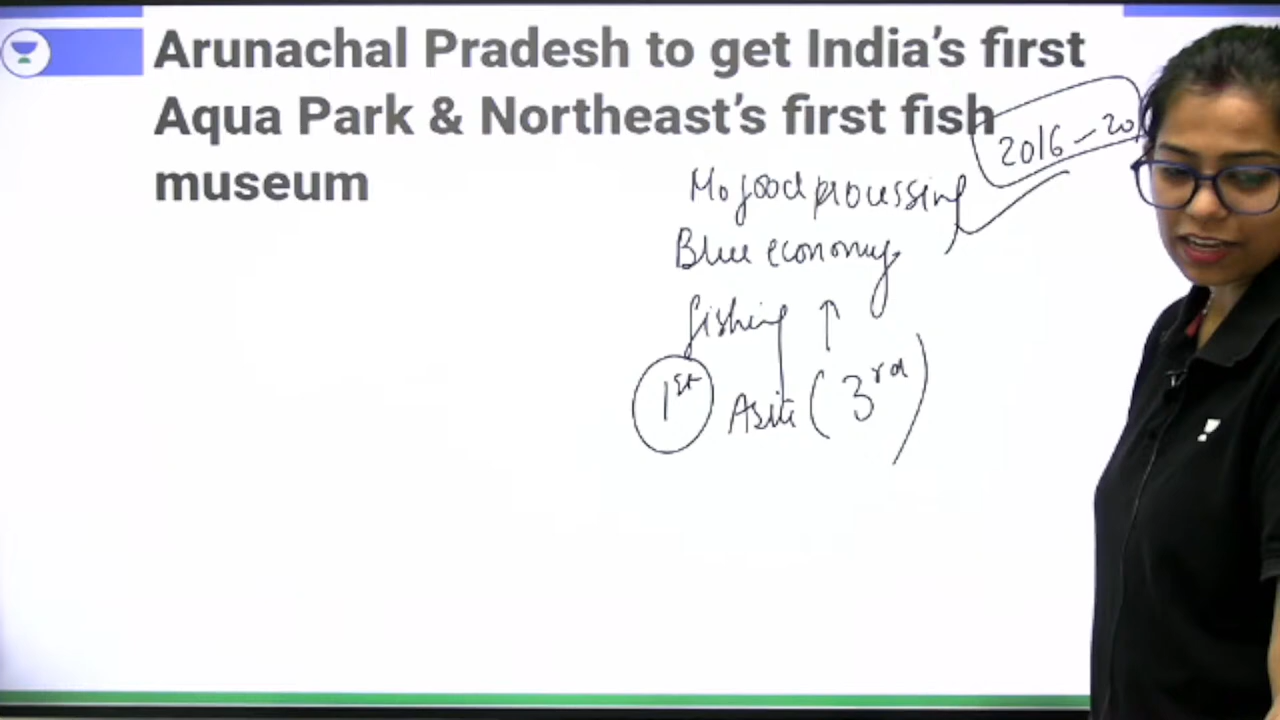 Arunachal Pradesh to get India's first
Aqua Park & Northeast's first fish
museum
2016 - 20
Mo food processing
Blue economy
fishing ↑
1st Asia (3rd)